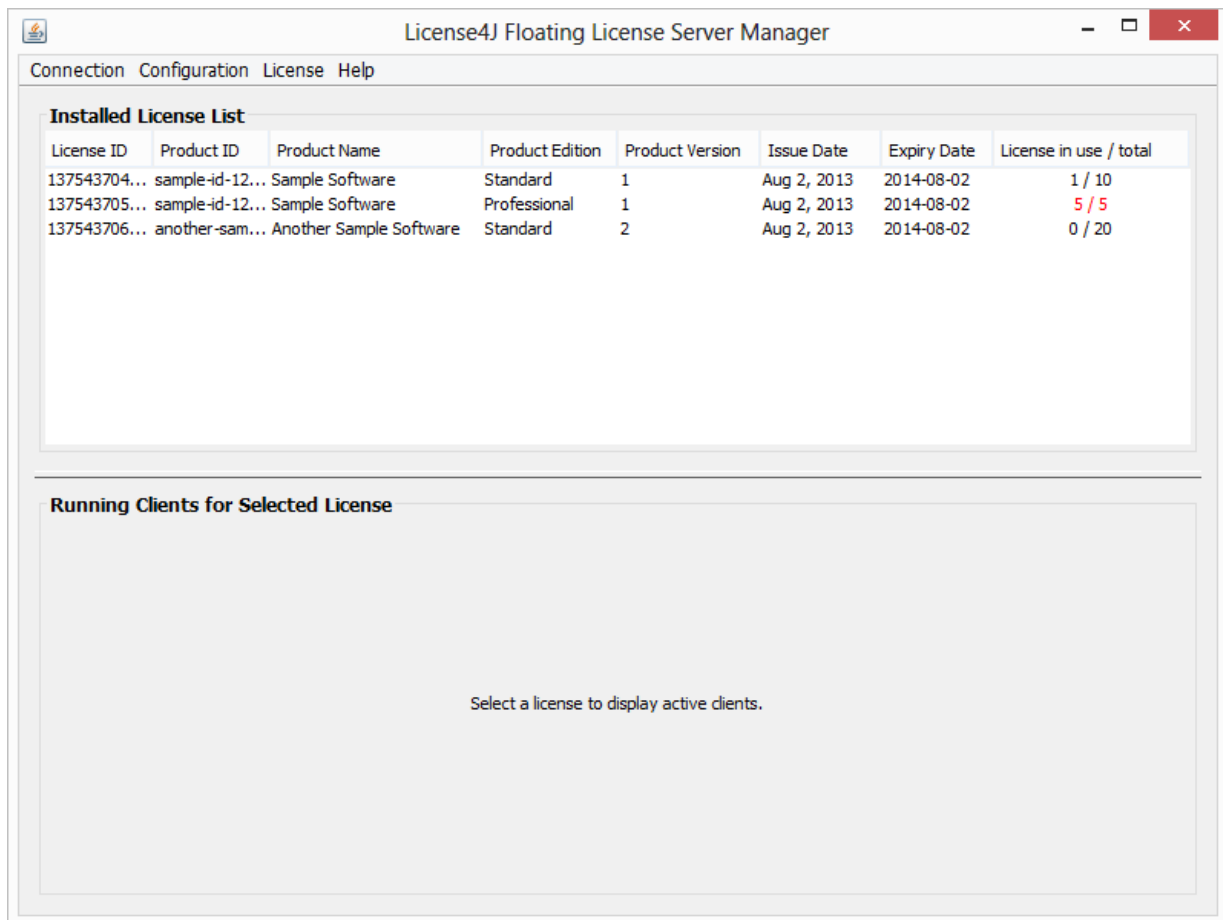 License4J Floating License Server Manager
Connection Configuration License Help
Installed License List
License ID Product ID Product Name Product Edition Product Version Issue Date Expiry Date License in use / total
137543704... sample-id-12... Sample Software Standard 1 Aug 2, 2013 2014-08-02 1 / 10
137543705... sample-id-12... Sample Software Professional 1 Aug 2, 2013 2014-08-02 5 / 5
137543706... another-sam... Another Sample Software Standard 2 Aug 2, 2013 2014-08-02 0 / 20
Running Clients for Selected License
Select a license to display active clients.